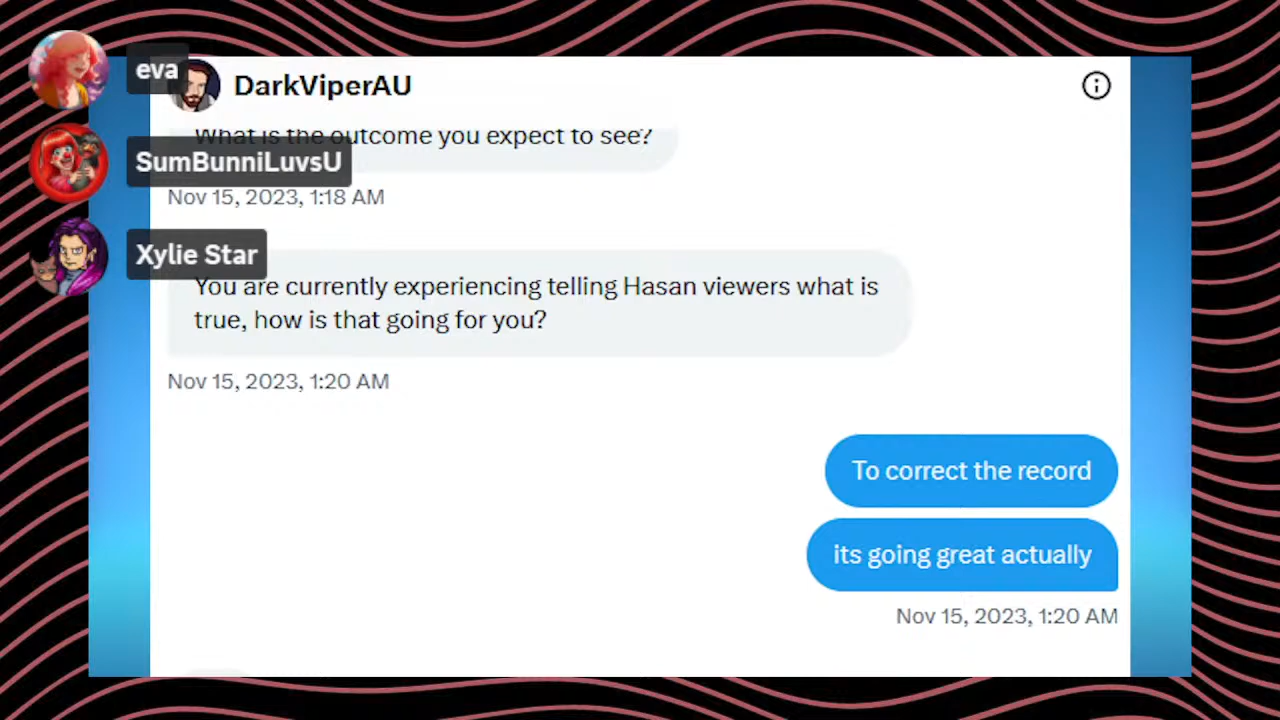 eva
DarkViperAU
SumBunniLuvsU
What is the outcome you expect to see?
Nov 15, 2023, 1:18 AM
Xylie Star
You are currently experiencing telling Hasan viewers what is
true, how is that going for you?
Nov 15, 2023, 1:20 AM
To correct the record
its going great actually
Nov 15, 2023, 1:20 AM